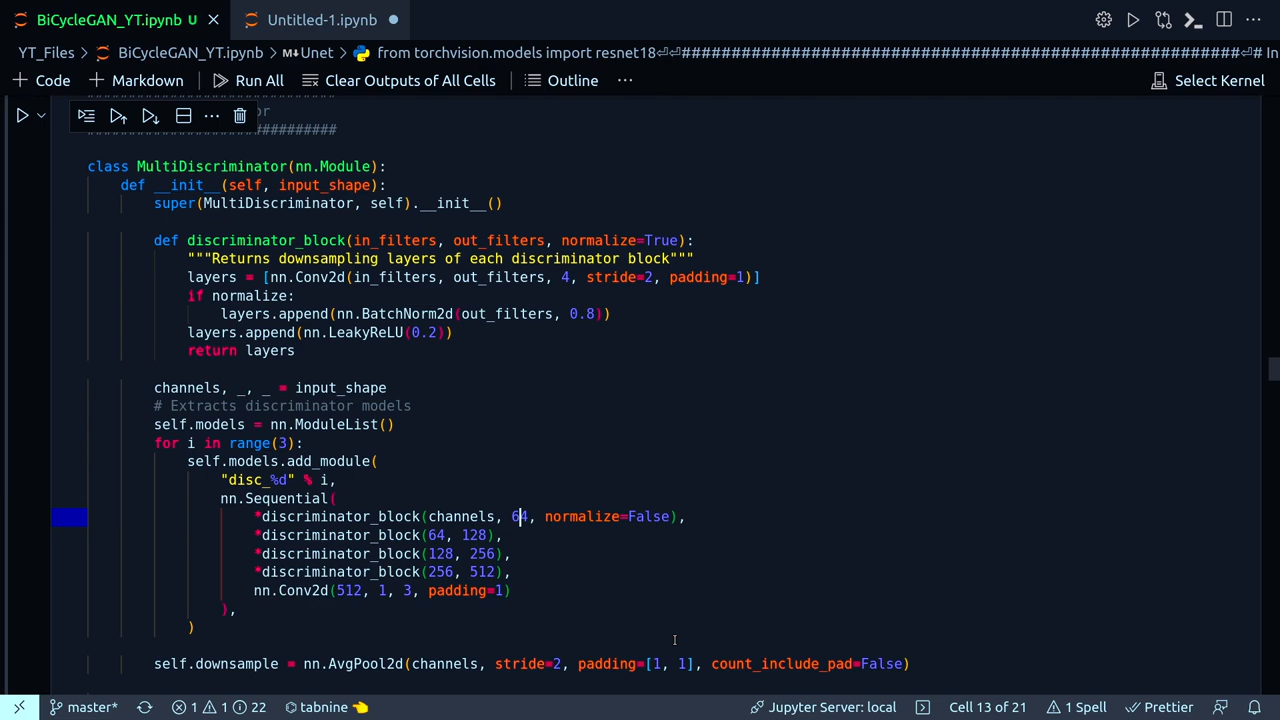 BiCycleGAN_YT.ipynb U Untitled-1.ipynb
YT_Files > BiCycleGAN_YT.ipynb > Unet > from torchvision.models import resnet18⏎⏎##########################################################################⏎# In
Code Markdown Run All Clear Outputs of All Cells Outline ··· Select Kernel
##############################
or
##############################
class MultiDiscriminator(nn.Module):
def __init__(self, input_shape):
super(MultiDiscriminator, self).__init__()
def discriminator_block(in_filters, out_filters, normalize=True):
"""Returns downsampling layers of each discriminator block"""
layers = [nn.Conv2d(in_filters, out_filters, 4, stride=2, padding=1)]
if normalize:
layers.append(nn.BatchNorm2d(out_filters, 0.8))
layers.append(nn.LeakyReLU(0.2))
return layers
channels, _, _ = input_shape
# Extracts discriminator models
self.models = nn.ModuleList()
for i in range(3):
self.models.add_module(
"disc_%d" % i,
nn.Sequential(
*discriminator_block(channels, 64, normalize=False),
*discriminator_block(64, 128),
*discriminator_block(128, 256),
*discriminator_block(256, 512),
nn.Conv2d(512, 1, 3, padding=1)
),
)
self.downsample = nn.AvgPool2d(channels, stride=2, padding=[1, 1], count_include_pad=False)
master* 1 1 22 tabnine Jupyter Server: local Cell 13 of 21 1 Spell Prettier